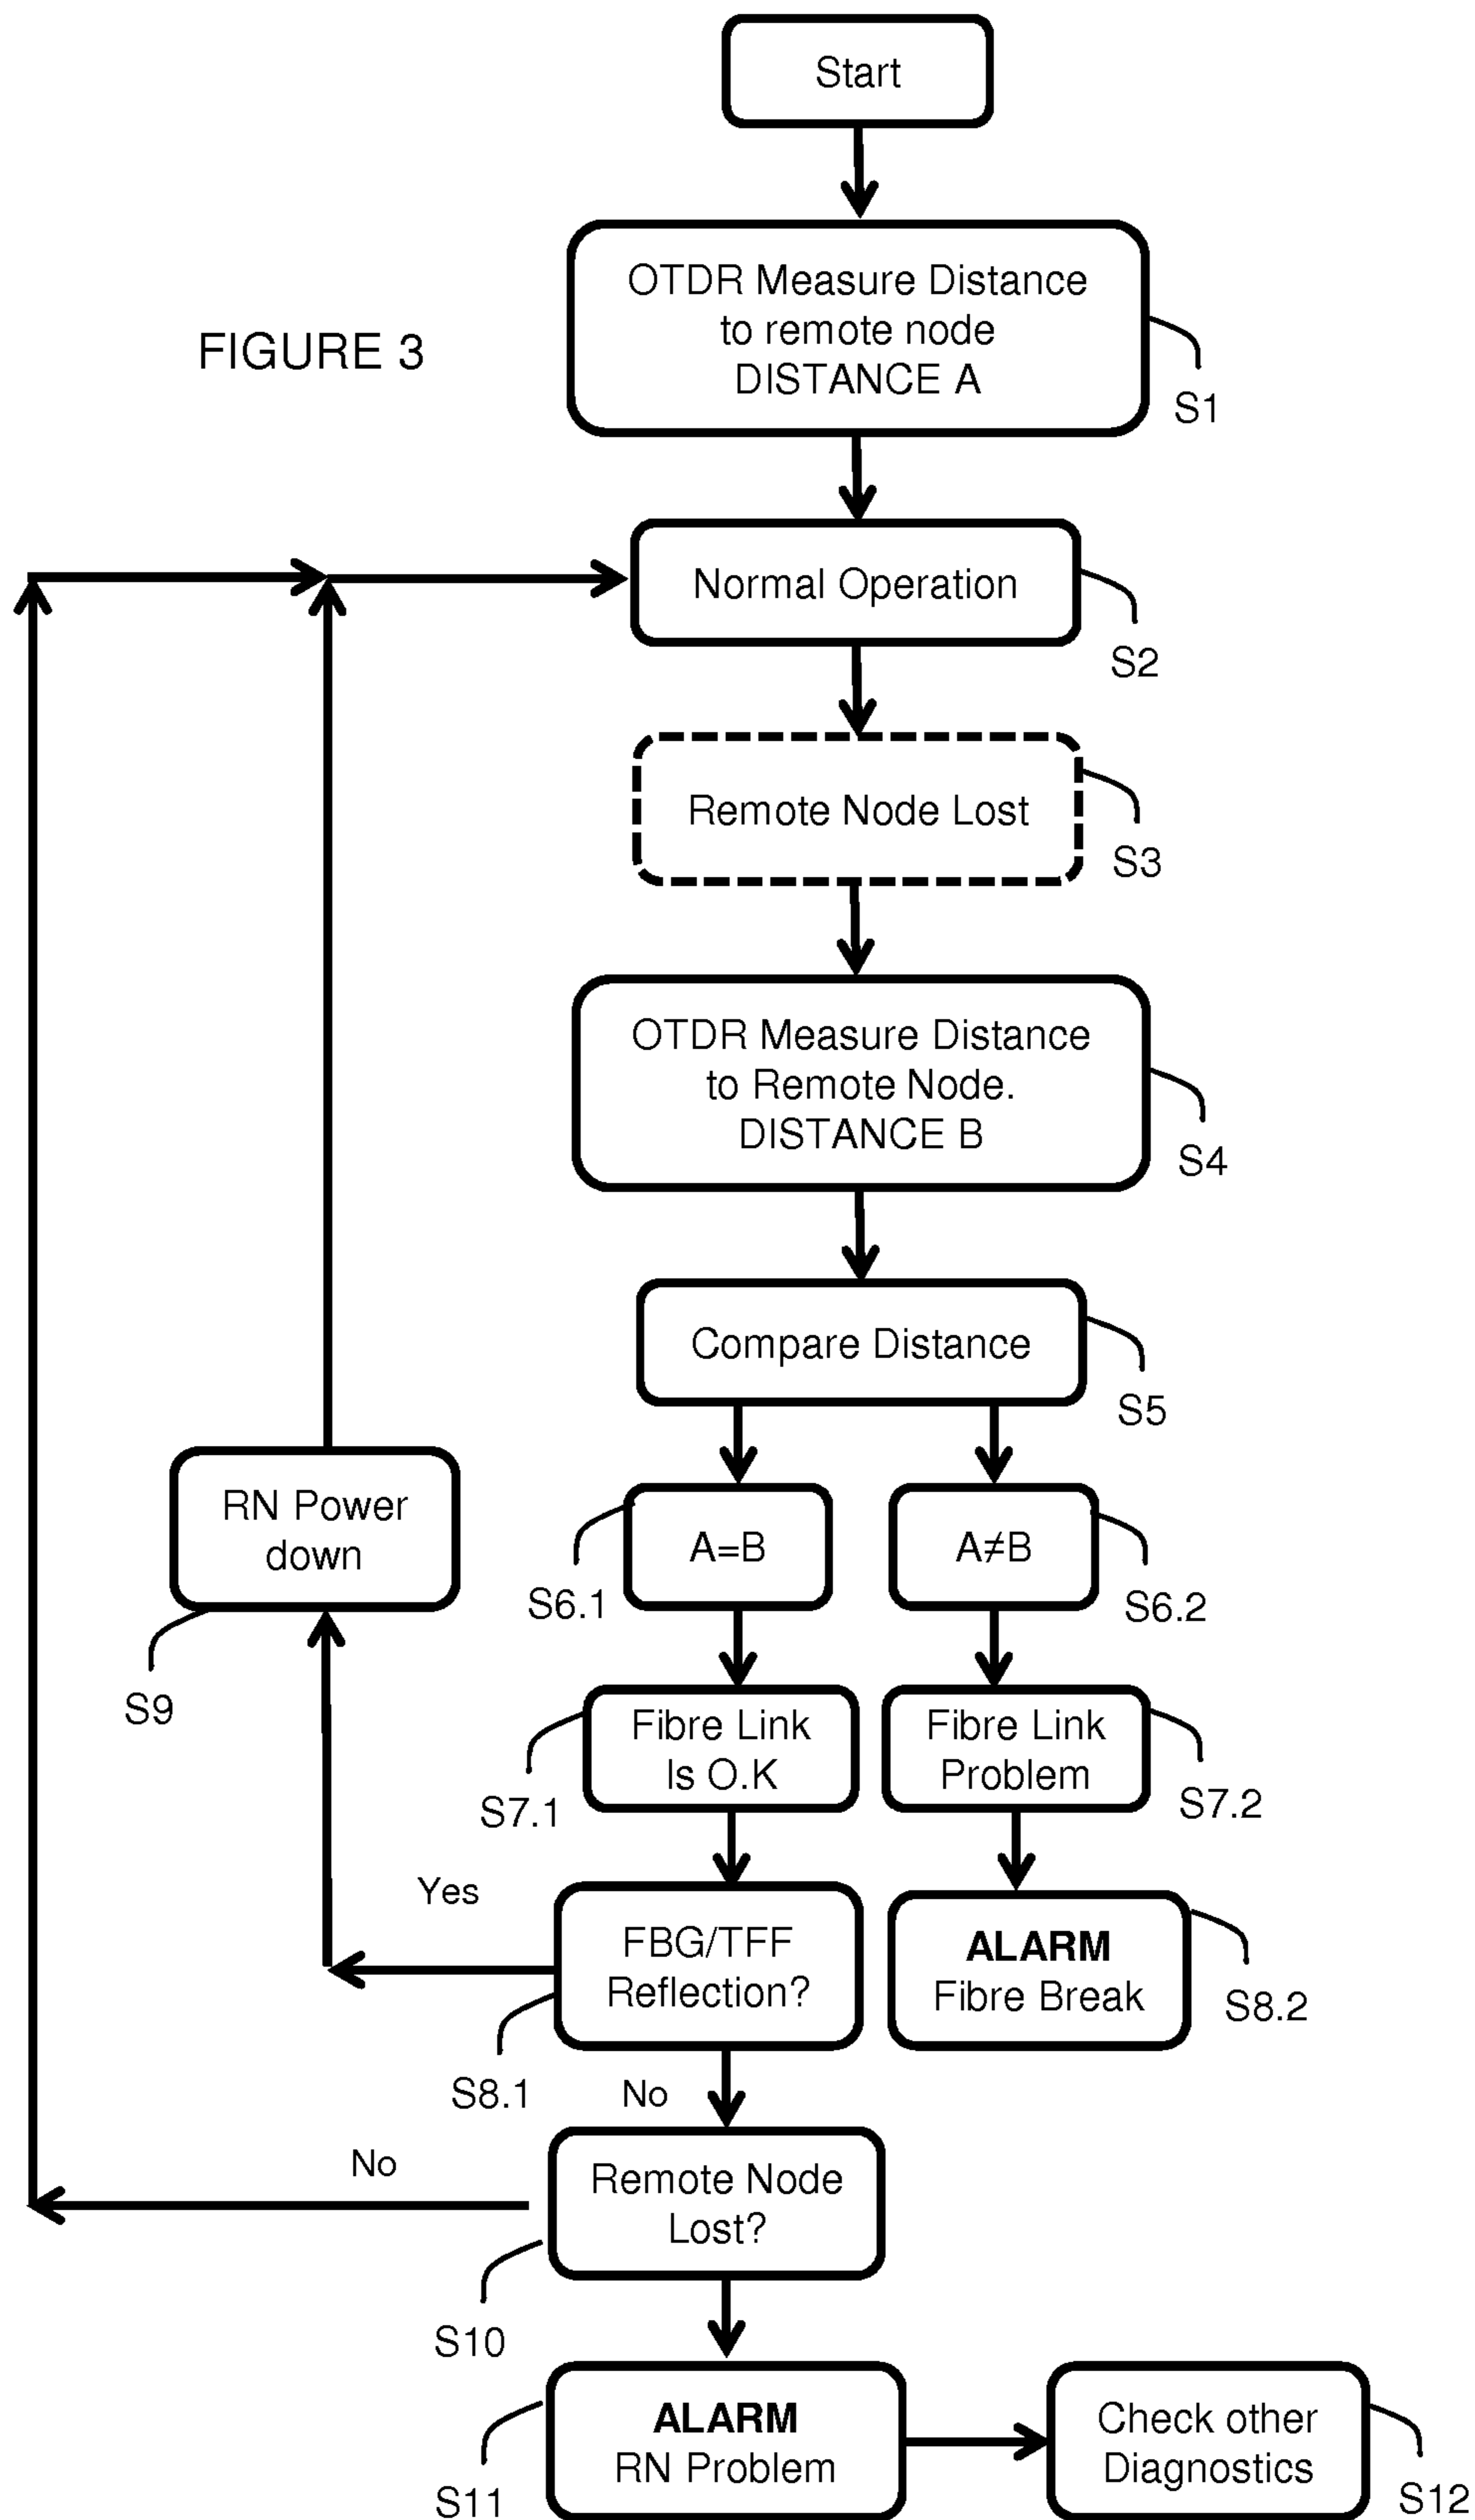 Start
OTDR Measure Distance
to remote node
DISTANCE A
S1
FIGURE 3
Normal Operation
S2
Remote Node Lost
S3
OTDR Measure Distance
to Remote Node.
DISTANCE B
S4
Compare Distance
S5
RN Power
down
S9
A=B
S6.1
A≠B
S6.2
Fibre Link
Is O.K
S7.1
Fibre Link
Problem
S7.2
Yes
FBG/TFF
Reflection?
S8.1
ALARM
Fibre Break
S8.2
No
No
Remote Node
Lost?
S10
ALARM
RN Problem
S11
Check other
Diagnostics
S12